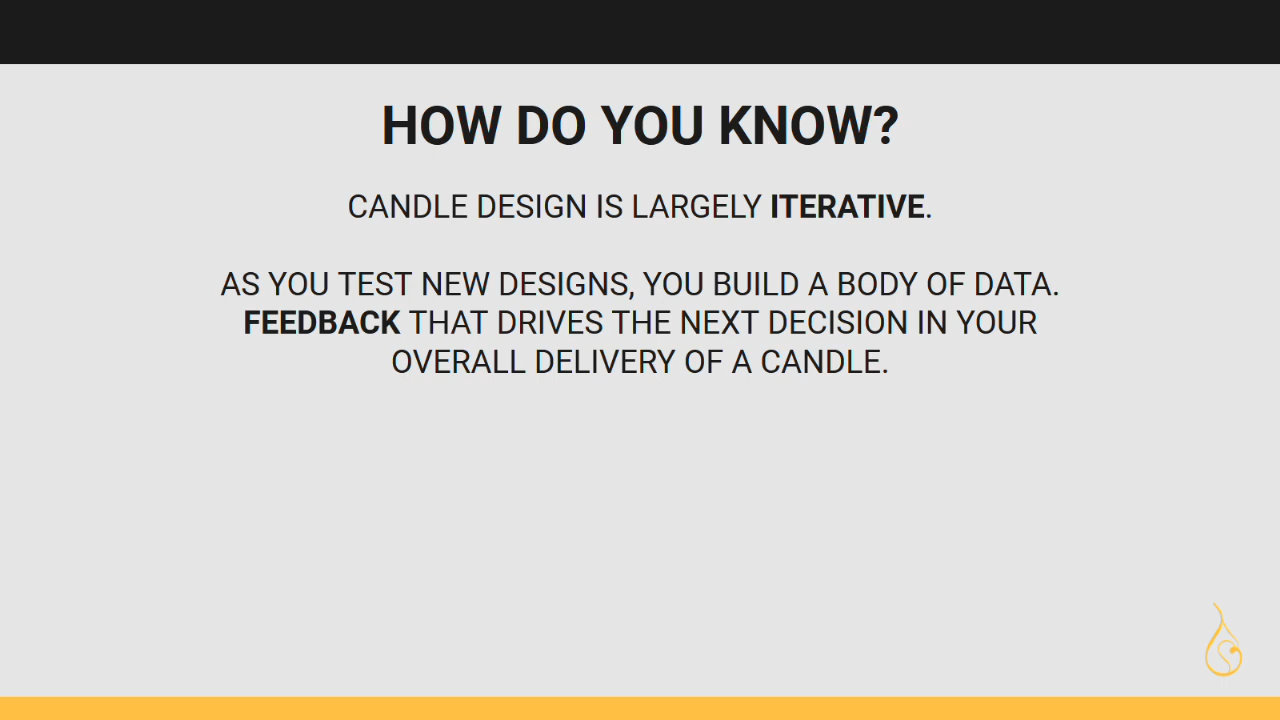 HOW DO YOU KNOW?
CANDLE DESIGN IS LARGELY ITERATIVE.
AS YOU TEST NEW DESIGNS, YOU BUILD A BODY OF DATA.
FEEDBACK THAT DRIVES THE NEXT DECISION IN YOUR
OVERALL DELIVERY OF A CANDLE.